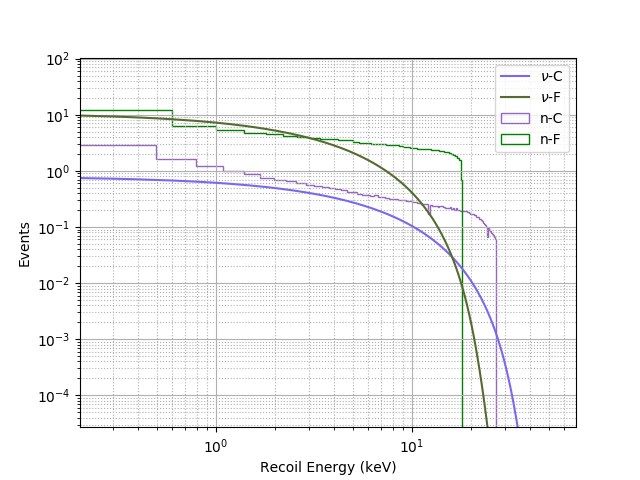 10²
10¹
10⁰
10⁻¹
10⁻²
10⁻³
10⁻⁴
Events
10⁰
10¹
Recoil Energy (keV)
ν-C
ν-F
n-C
n-F